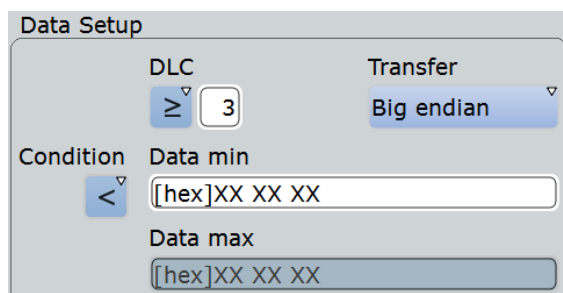 Data Setup
DLC Transfer
≥ 3 Big endian
Condition Data min
< [hex]XX XX XX
Data max
[hex]XX XX XX